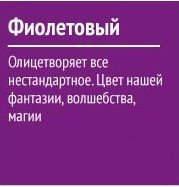 Фиолетовый
Олицетворяет все
нестандартное. Цвет нашей
фантазии, волшебства,
магии